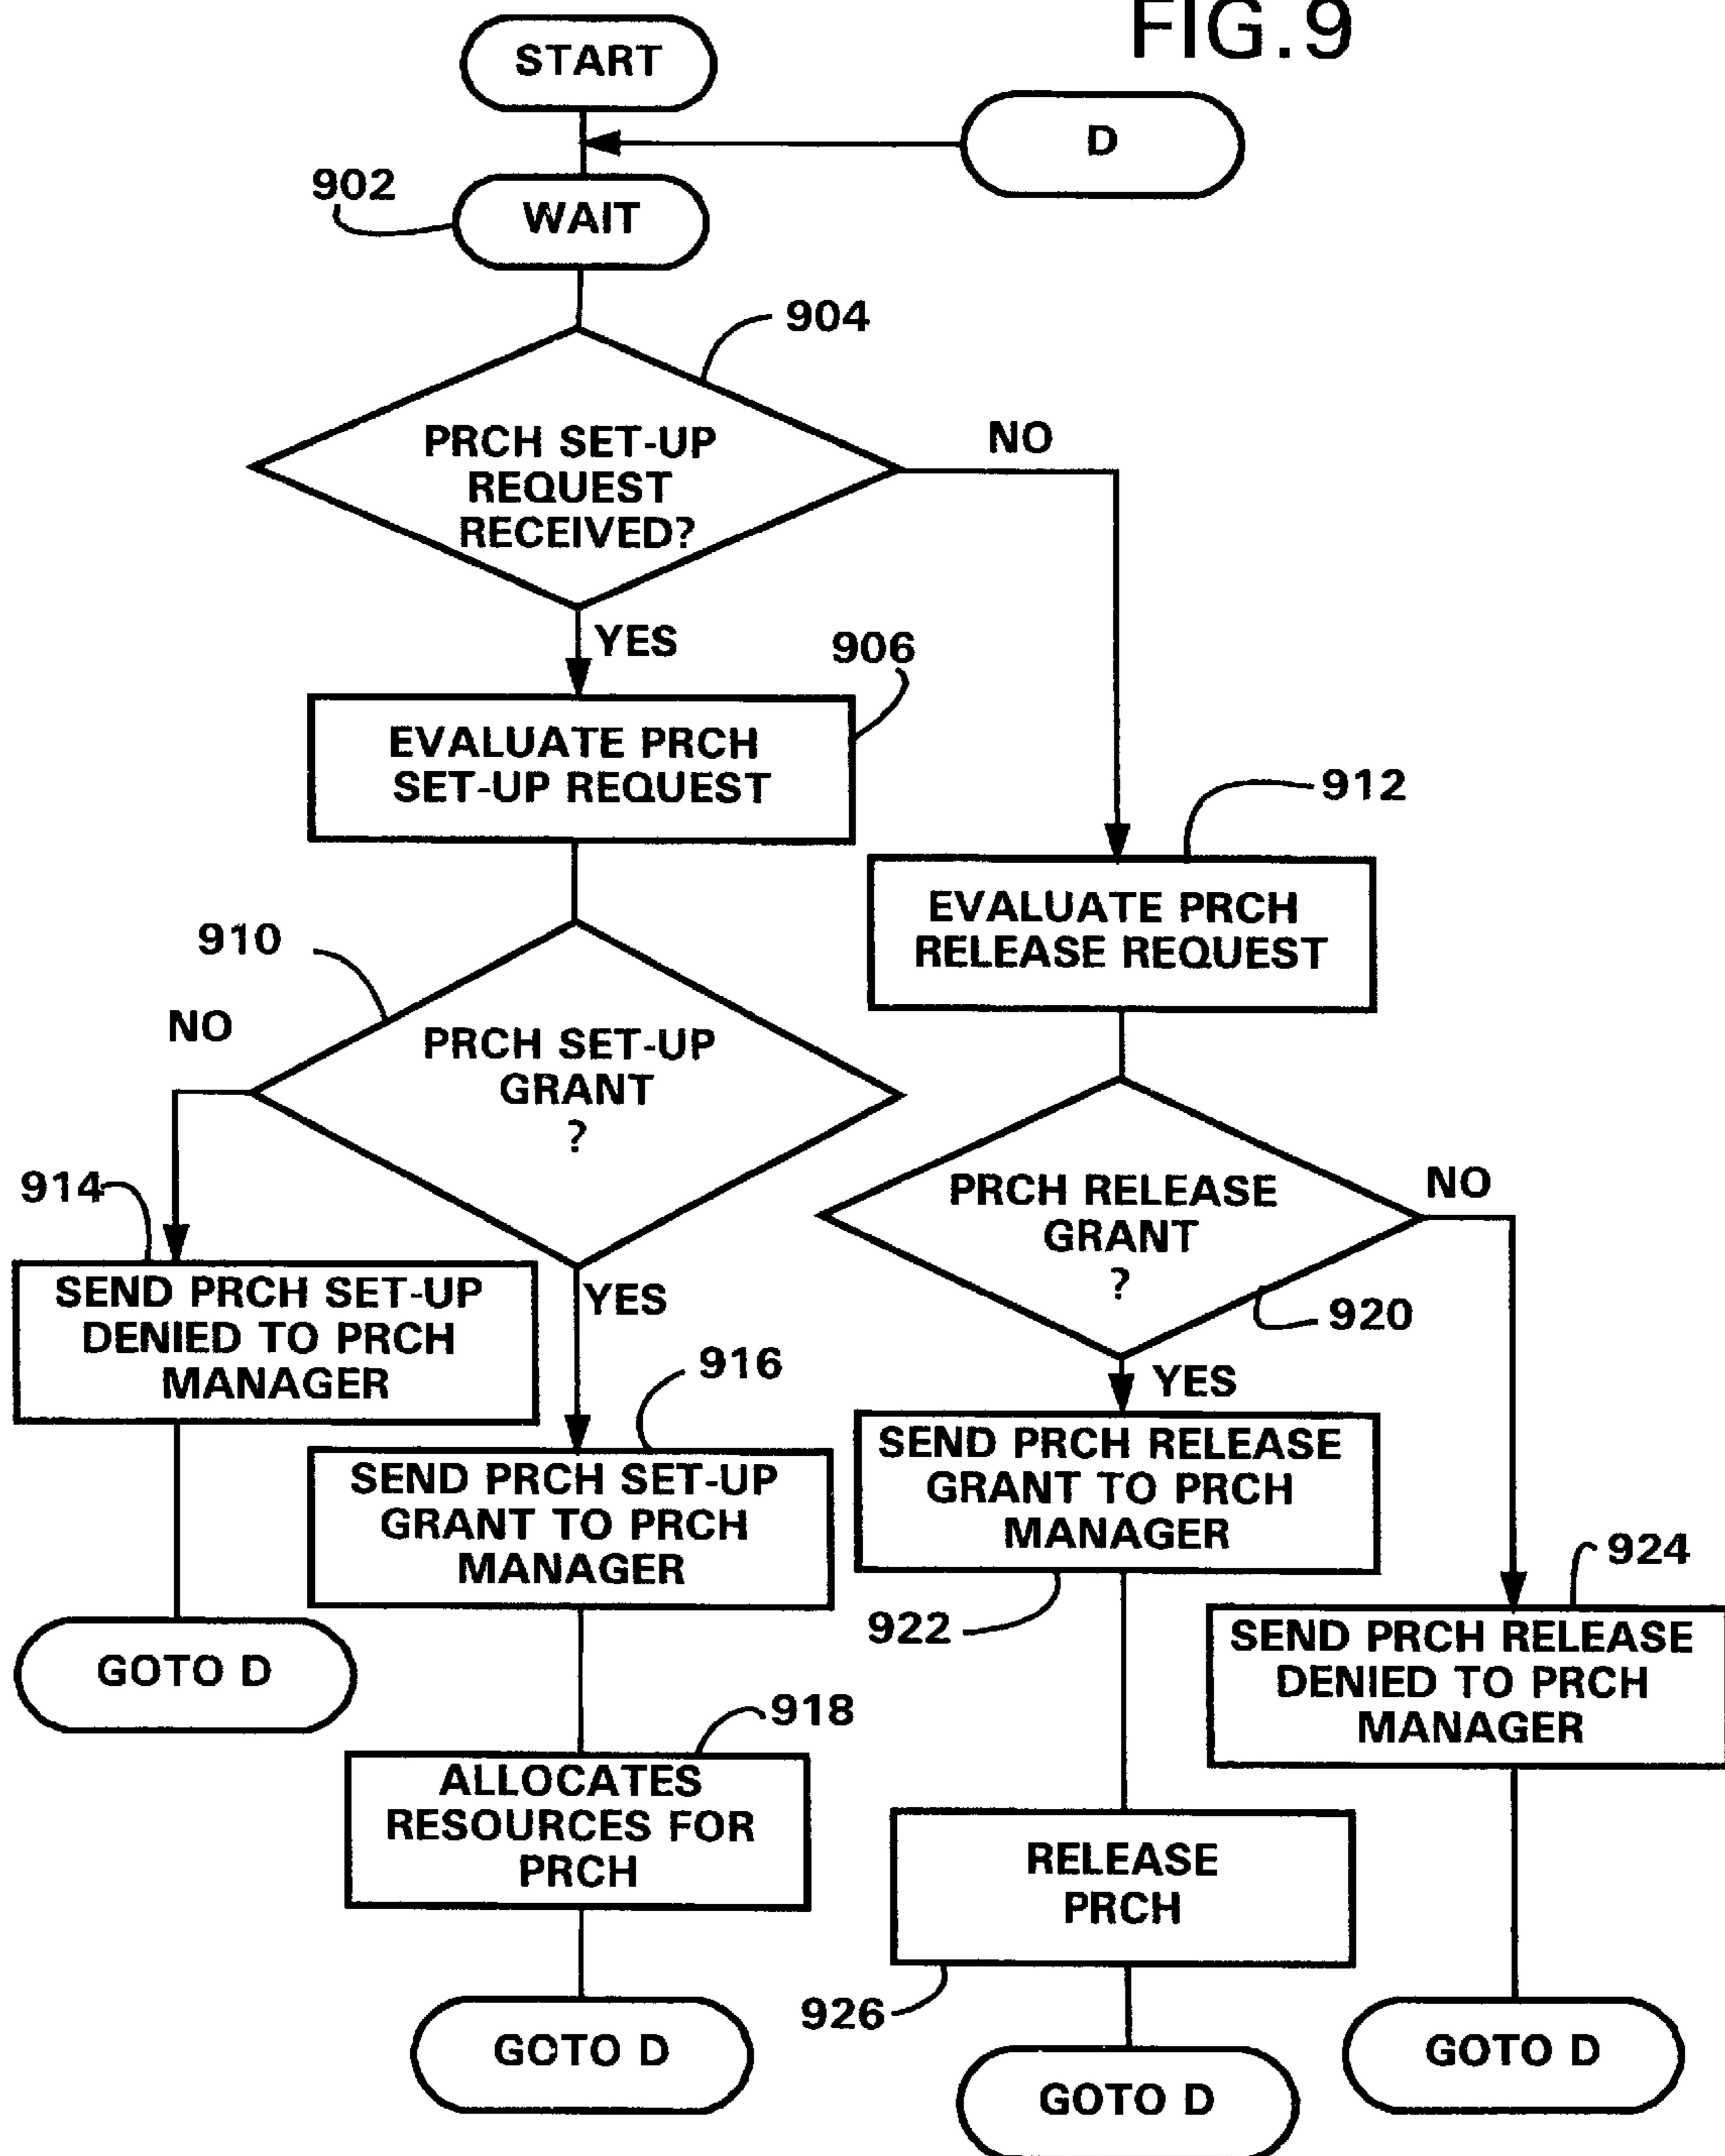 FIG.9
START
D
902
WAIT
904
PRCH SET-UP
REQUEST
RECEIVED?
NO
YES
906
EVALUATE PRCH
SET-UP REQUEST
912
EVALUATE PRCH
RELEASE REQUEST
910
NO
PRCH SET-UP
GRANT
?
914
YES
PRCH RELEASE
GRANT
?
NO
920
SEND PRCH SET-UP
DENIED TO PRCH
MANAGER
916
YES
SEND PRCH SET-UP
GRANT TO PRCH
MANAGER
SEND PRCH RELEASE
GRANT TO PRCH
MANAGER
922
924
SEND PRCH RELEASE
DENIED TO PRCH
MANAGER
GOTO D
918
ALLOCATES
RESOURCES FOR
PRCH
RELEASE
PRCH
926
GOTO D
GOTO D
GOTO D